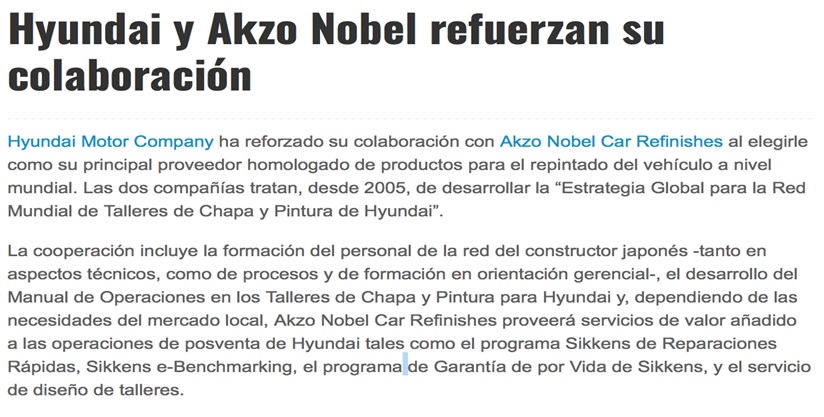 Hyundai y Akzo Nobel refuerzan su
colaboración
Hyundai Motor Company ha reforzado su colaboración con Akzo Nobel Car Refinishes al elegirle
como su principal proveedor homologado de productos para el repintado del vehículo a nivel
mundial. Las dos compañías tratan, desde 2005, de desarrollar la “Estrategia Global para la Red
Mundial de Talleres de Chapa y Pintura de Hyundai”.
La cooperación incluye la formación del personal de la red del constructor japonés -tanto en
aspectos técnicos, como de procesos y de formación en orientación gerencial-, el desarrollo del
Manual de Operaciones en los Talleres de Chapa y Pintura para Hyundai y, dependiendo de las
necesidades del mercado local, Akzo Nobel Car Refinishes proveerá servicios de valor añadido
a las operaciones de posventa de Hyundai tales como el programa Sikkens de Reparaciones
Rápidas, Sikkens e-Benchmarking, el programa de Garantía de por Vida de Sikkens, y el servicio
de diseño de talleres.